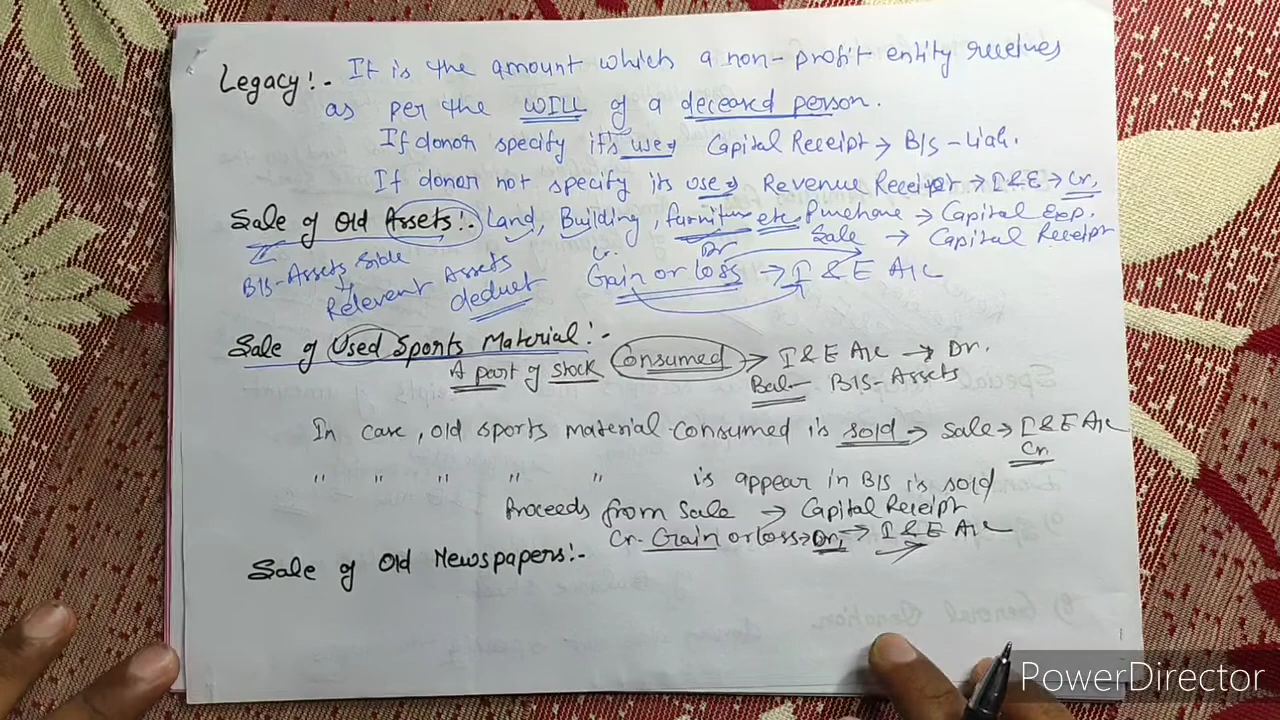 Legacy:- It is the amount which a non-profit entity receives
as per the WILL of a deceased person.
If donor specify it's use → Capital Receipt → B/S - Liab.
If donor not specify its use → Revenue Receipt → I & E → Cr.
Sale of Old Assets:- Land, Building, furniture etc. Purchase → Capital Exp.
Sale → Capital Receipt
B/S - Assets side
Relevent Assets
deduct
Cr. Dr
Gain or loss → I & E A/c
Sale of Used Sports Material:-
A part of stock
Consumed → I & E A/c → Dr.
Bal - B/S - Assets
In case, old sports material consumed is sold → sale → I & E A/c
Cr.
" " " " " is appear in B/S is sold
Proceeds from Sale → Capital Receipt
Cr. Gain or loss → Dr. → I & E A/c
Sale of Old Newspapers:-
PowerDirector